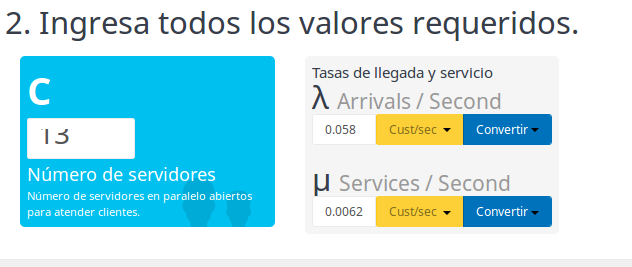 2. Ingresa todos los valores requeridos.
C
13
Número de servidores
Número de servidores en paralelo abiertos
para atender clientes.
Tasas de llegada y servicio
λ Arrivals / Second
0.058 Cust/sec Convertir
μ Services / Second
0.0062 Cust/sec Convertir